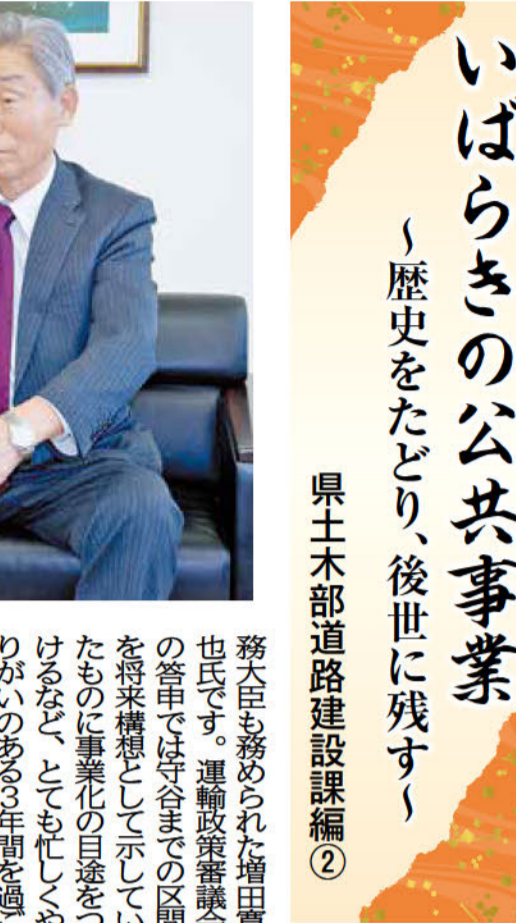 いばらきの公共事業
～歴史をたどり、後世に残す～
県土木部道路建設課編②
務大臣も務められた増田寛
也氏です。運輸政策審議会
の答申では守谷までの区間
を将来構想として示してい
たものに事業化の目途をつ
けるなど、とても忙しくや
りがいのある3年間を過ご